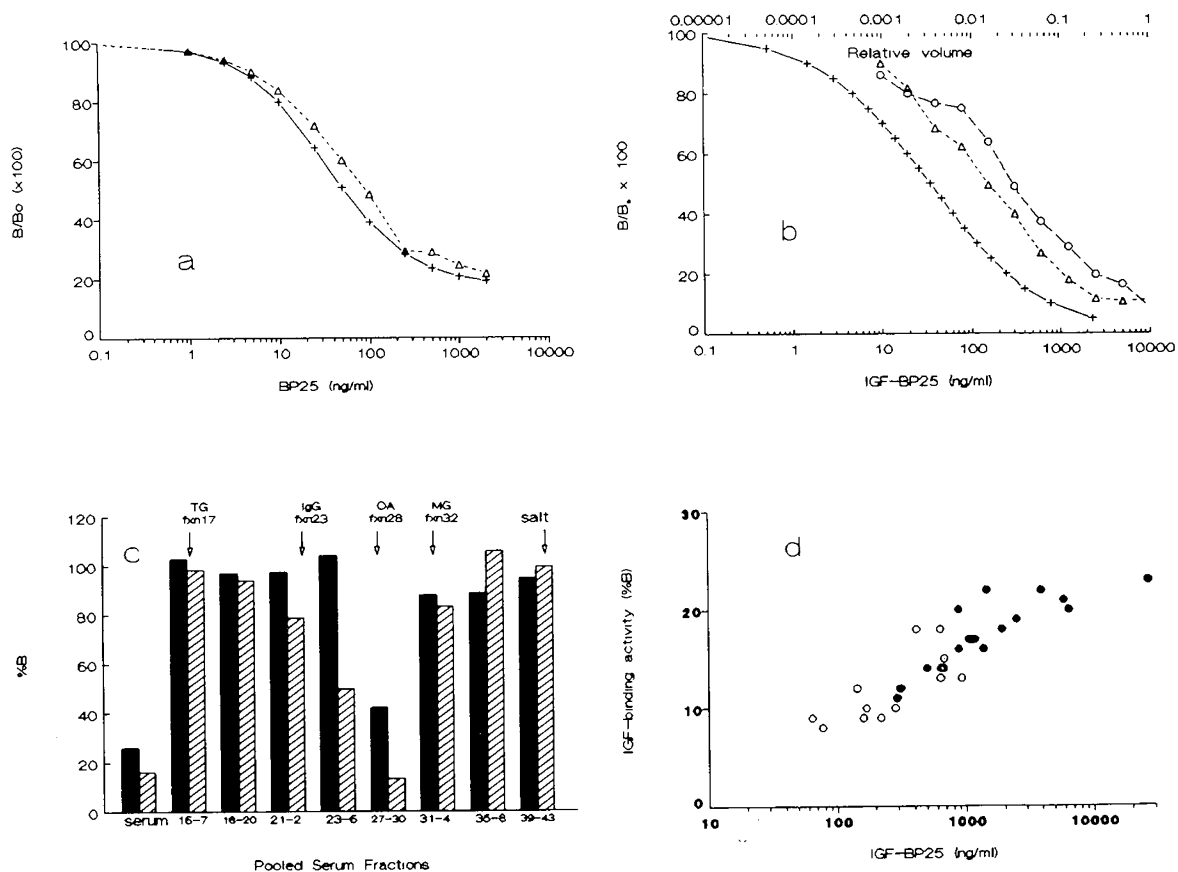 100
80
60
40
20
0
B/Bo (x100)
a
0.1 1 10 100 1000 10000
BP25 (ng/ml)
0.00001 0.0001 0.001 0.01 0.1 1
Relative volume
100
80
60
40
20
0
B/B. x 100
b
0.1 1 10 100 1000 10000
IGF-BP25 (ng/ml)
120
100
80
60
40
20
0
%B
c
TG IgG OA MG salt
fxn17 fxn23 fxn28 fxn32
serum 16-7 18-20 21-2 23-6 27-30 31-4 35-8 39-43
Pooled Serum Fractions
30
20
10
0
IGF-binding activity (%B)
d
10 100 1000 10000
IGF-BP25 (ng/ml)